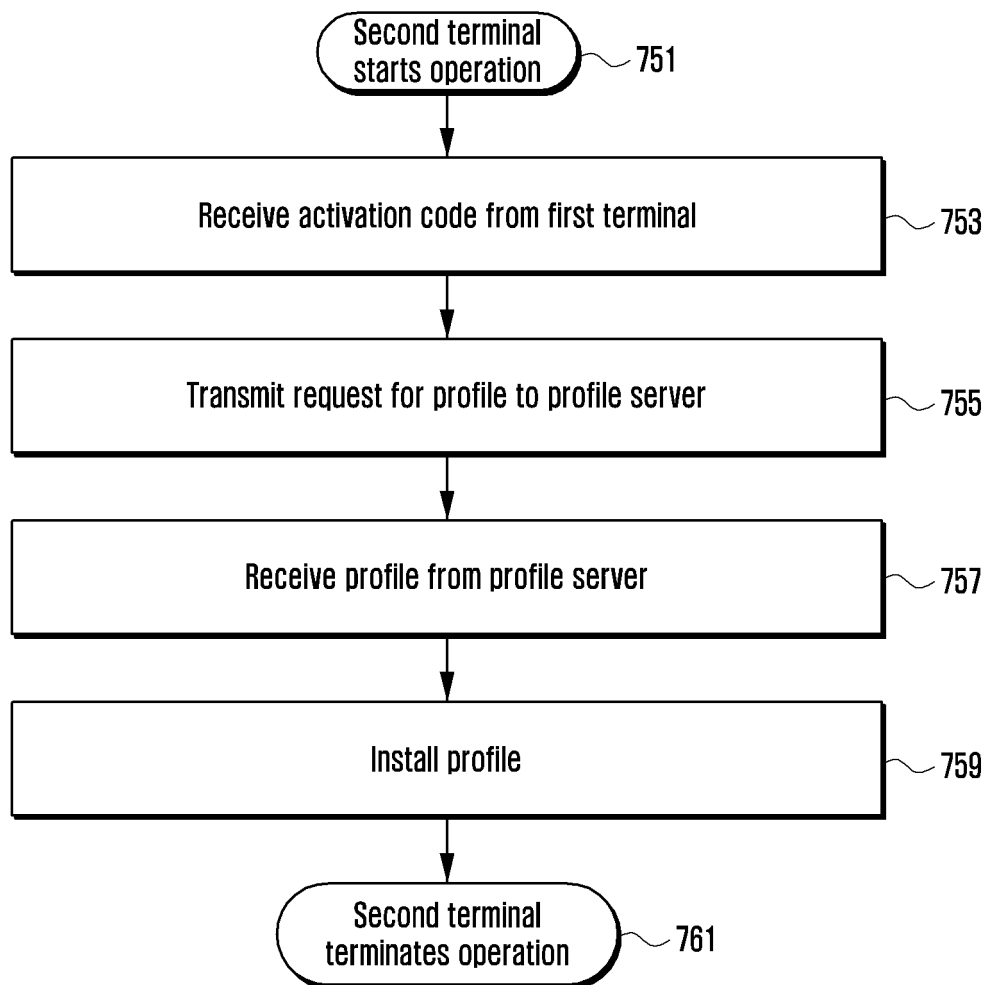 Second terminal
starts operation
751
Receive activation code from first terminal
753
Transmit request for profile to profile server
755
Receive profile from profile server
757
Install profile
759
Second terminal
terminates operation
761